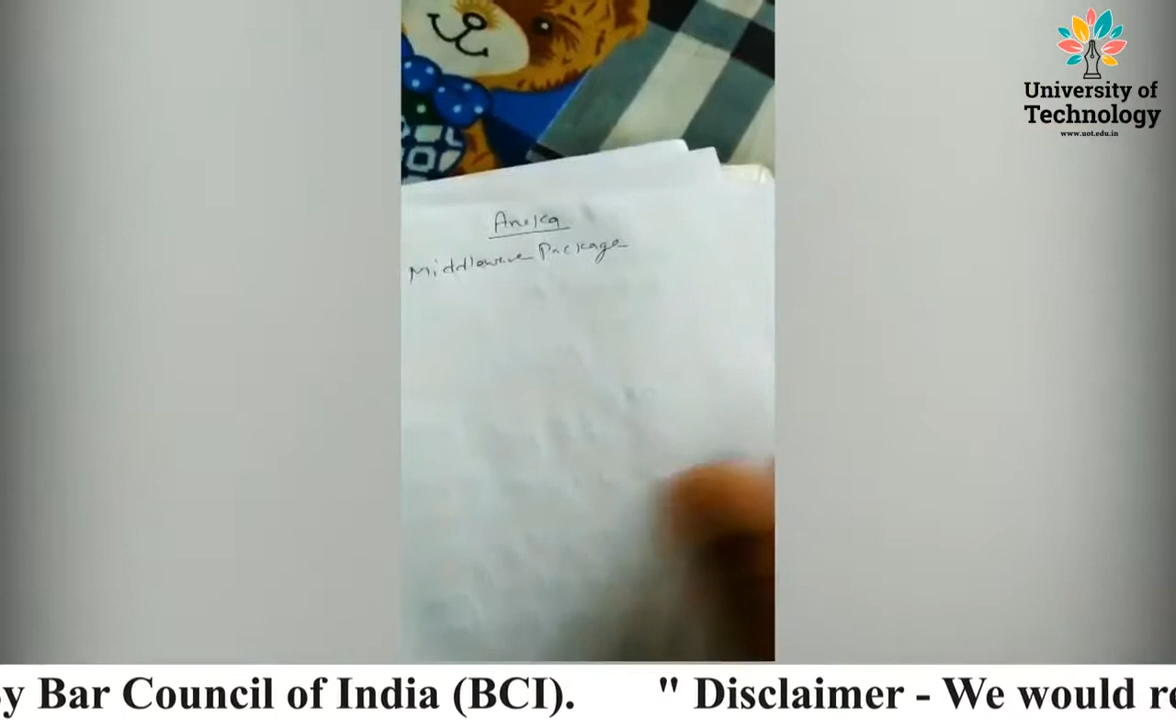 University of
Technology
www.uot.edu.in
Aneka
Middleware Package
y Bar Council of India (BCI). " Disclaimer - We would re